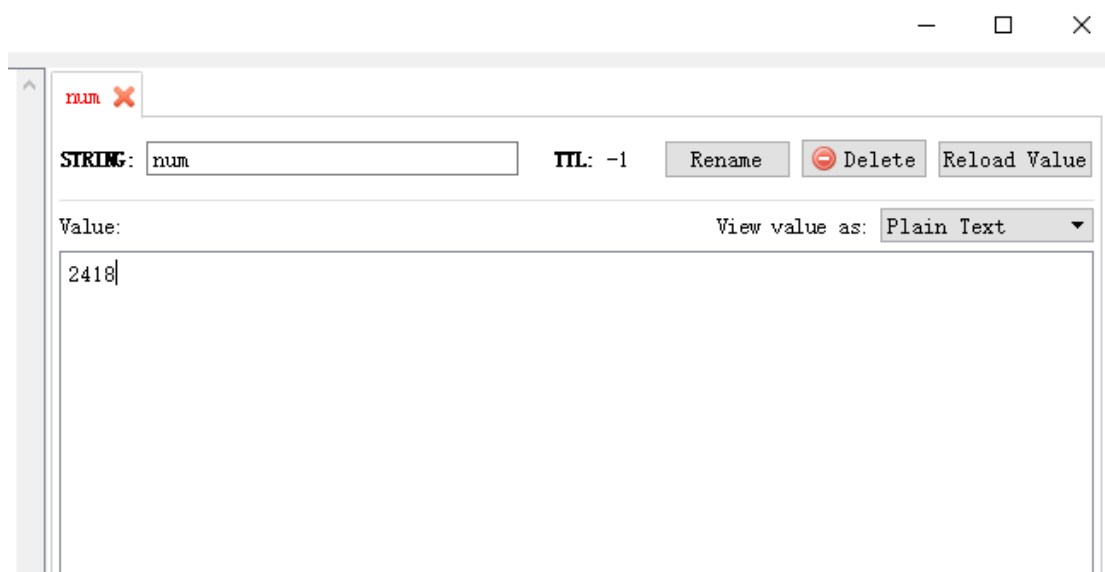 num
STRING: num TTL: -1 Rename Delete Reload Value
Value: View value as: Plain Text
2418